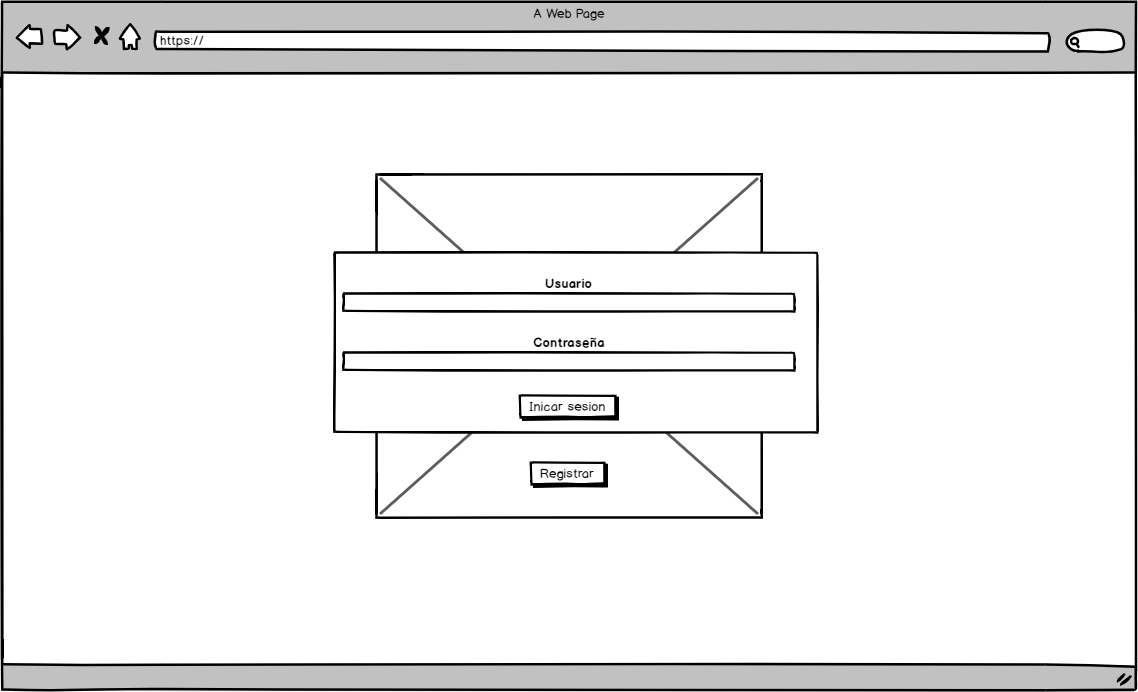 A Web Page
https://
Usuario
Contraseña
Inicar sesion
Registrar